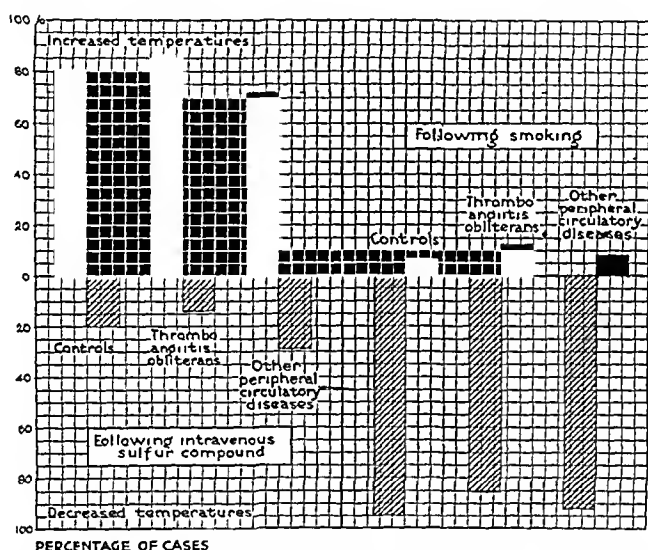 100 %
Increased temperatures
80
60
Following smoking
40
Thrombo
angiitis
obliterans
Other
peripheral
circulatory
diseases
20
Controls
0
20
Controls
Thrombo
angiitis
obliterans
Other
peripheral
circulatory
diseases
40
60
Following intravenous
sulfur compound
80
Decreased temperatures
100
PERCENTAGE OF CASES